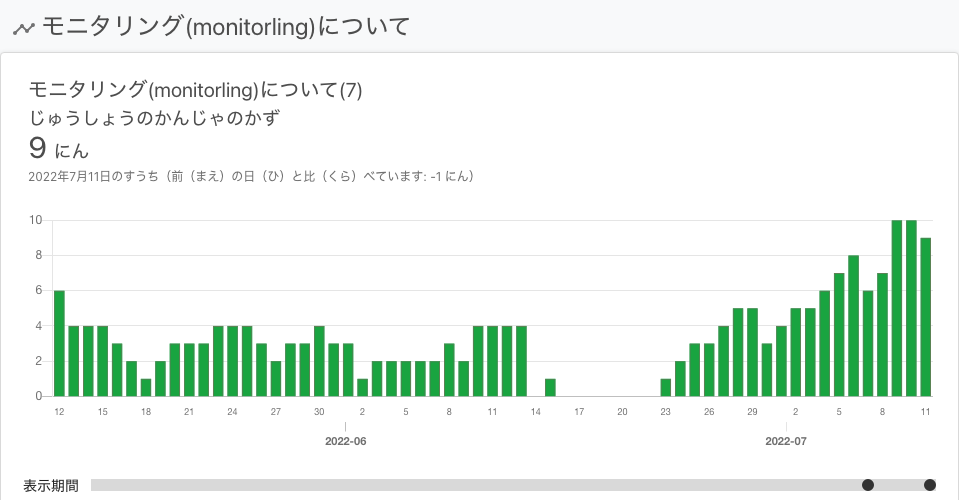 モニタリング(monitorling)について
モニタリング(monitorling)について(7)
じゅうしょうのかんじゃのかず
9 にん
2022年7月11日のすうち（前（まえ）の日（ひ）と比（くら）べています: -1 にん）
10
8
6
4
2
0
12 15 18 21 24 27 30 2 5 8 11 14 17 20 23 26 29 2 5 8 11
2022-06 2022-07
表示期間